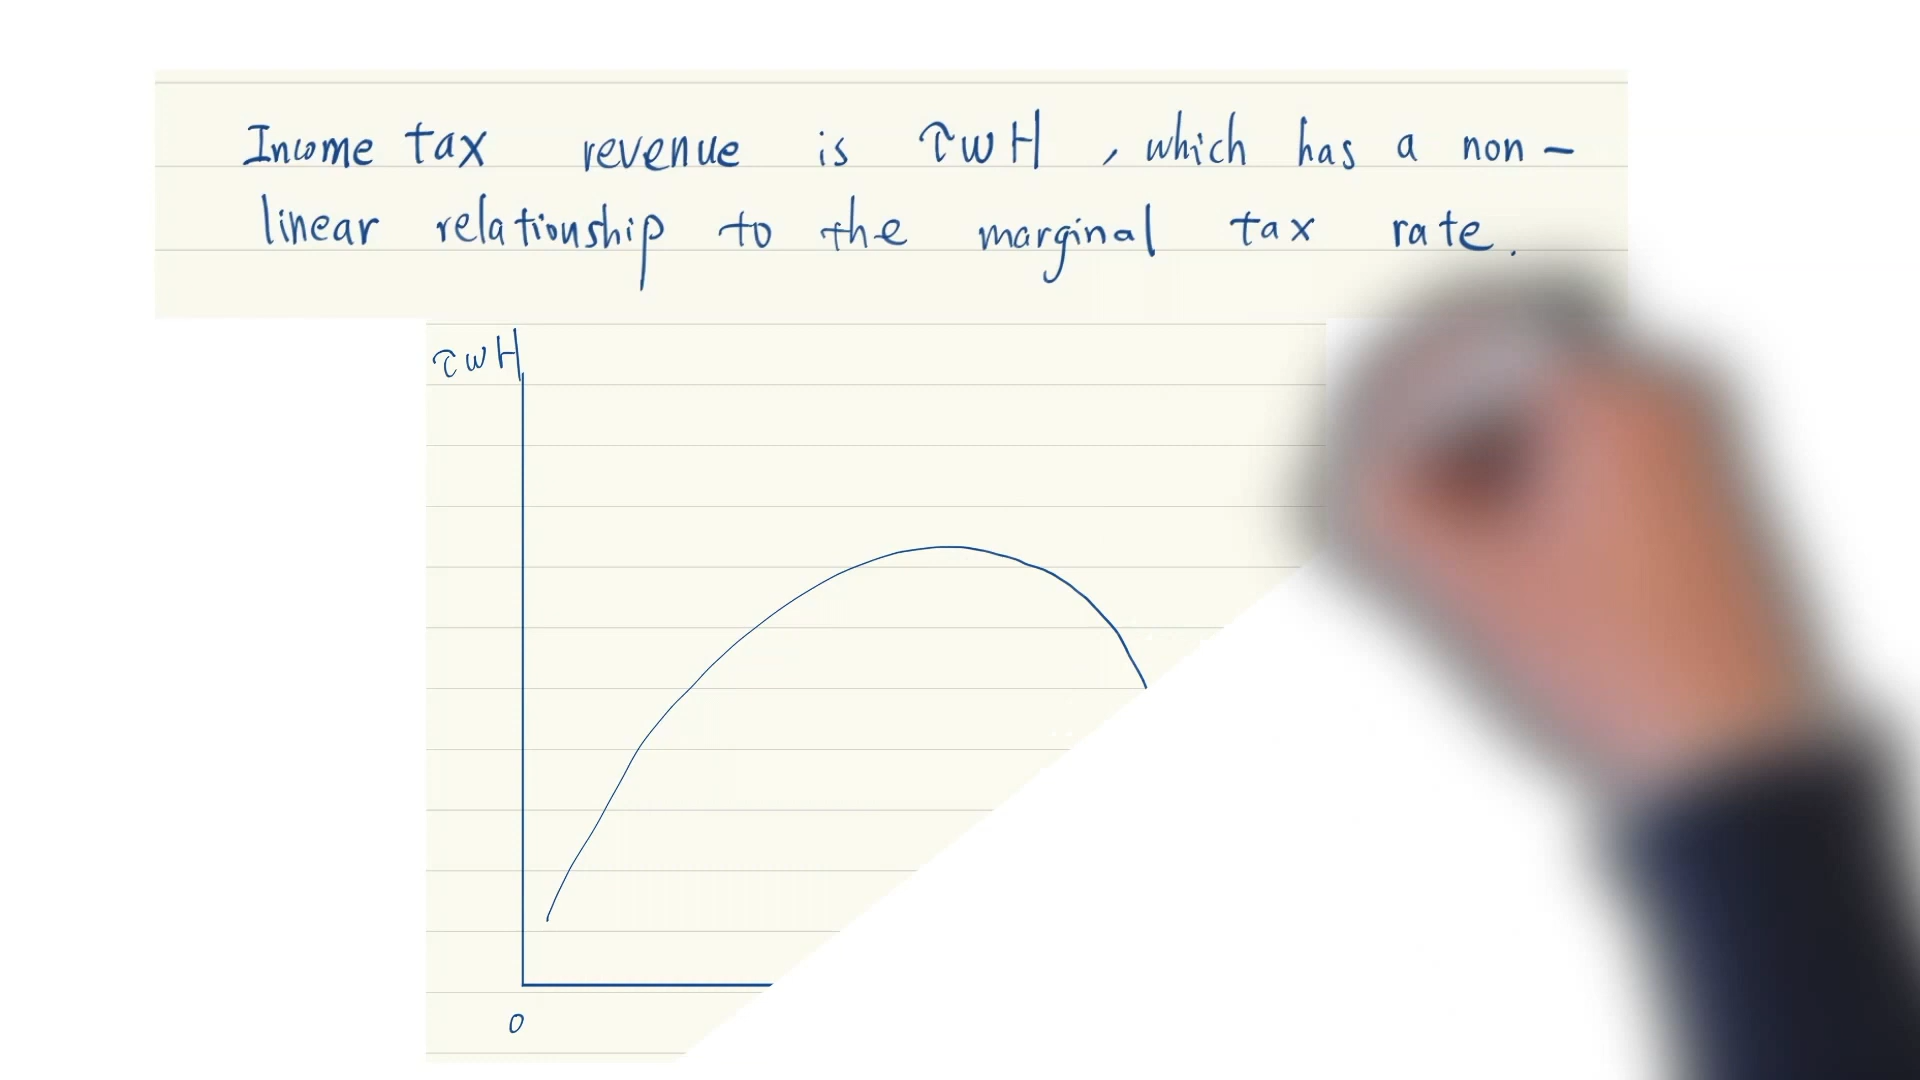 Income tax revenue is τwH, which has a non-
linear relationship to the marginal tax rate.
τwH
0